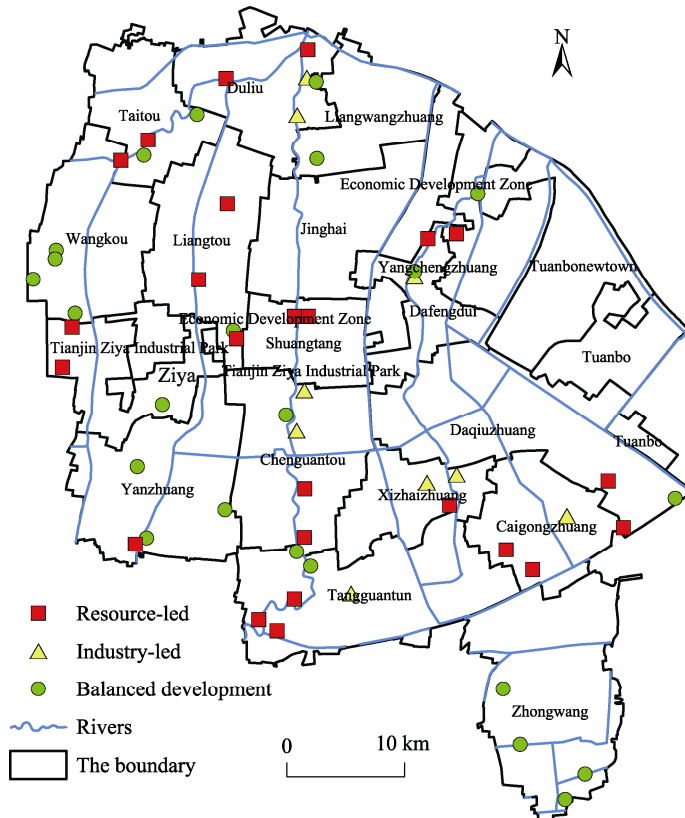 N
Duliu
Taitou
Liangwangzhuang
Economic Development Zone
Jinghai
Wangkou
Liangtou
Yangchengzhuang
Tuanbonewtown
Dafengdui
Economic Development Zone
Tianjin Ziya Industrial Park
Shuangtang
Tuanbo
Ziya
Tianjin Ziya Industrial Park
Daqiuzhuang
Tuanbo
Chenguantou
Yanzhuang
Xizhaizhuang
Caigongzhuang
Tangguantun
Resource-led
Industry-led
Balanced development
Rivers
The boundary
0 10 km
Zhongwang